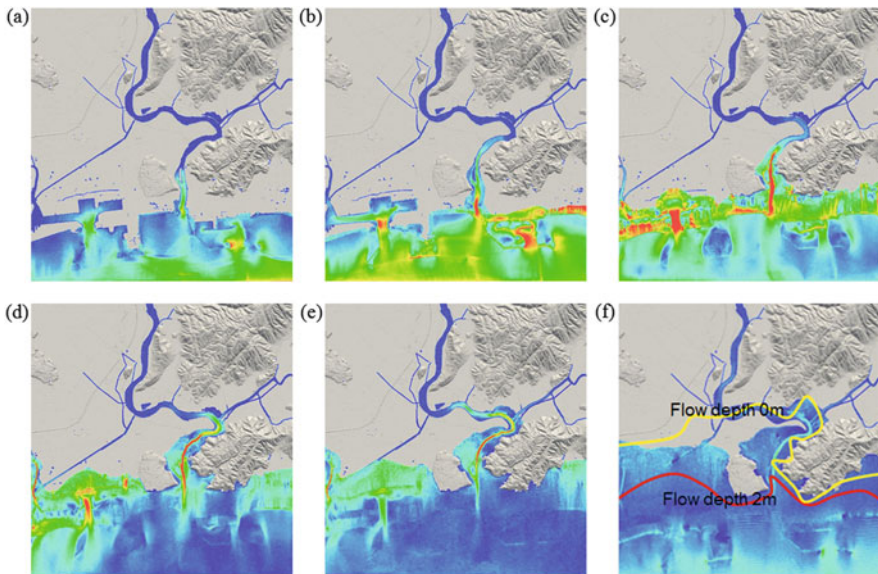 (a)
(b)
(c)
(d)
(e)
(f)
Flow depth 0m
Flow depth 2m